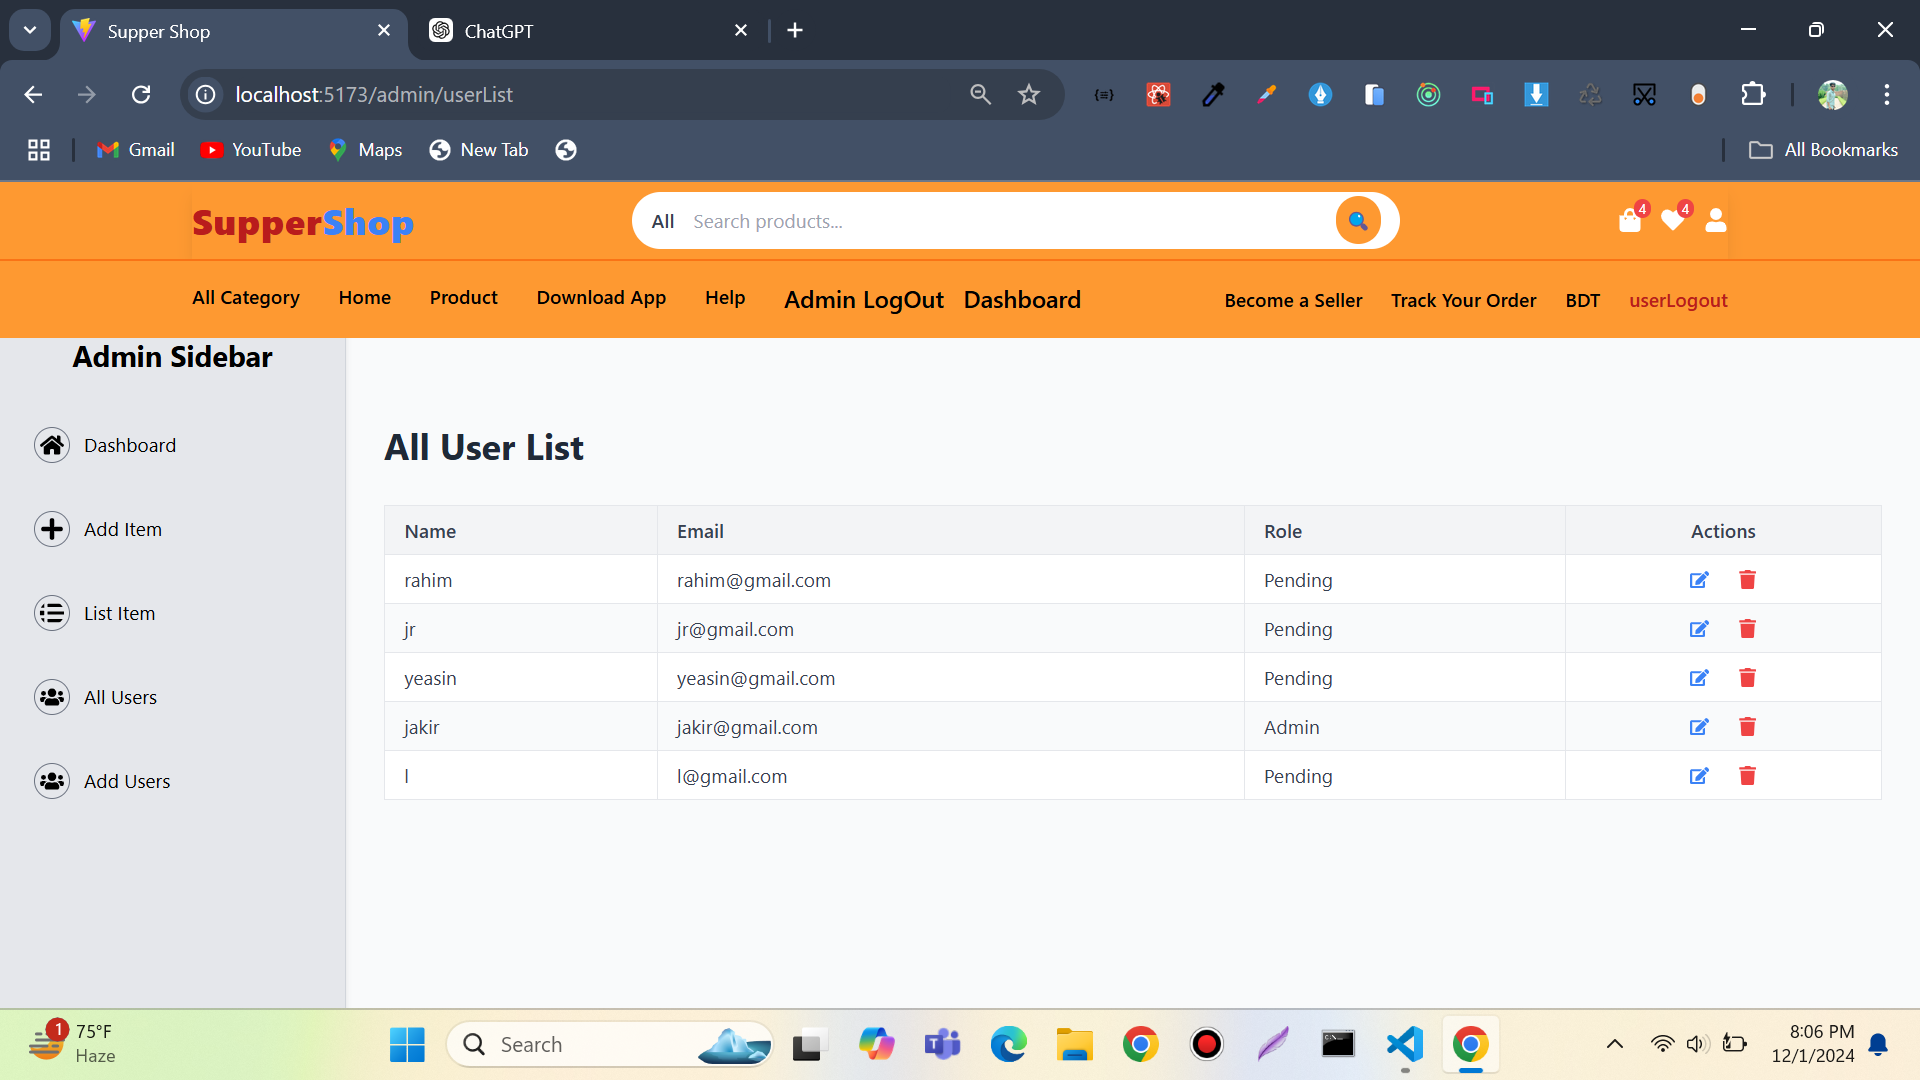 Supper Shop
ChatGPT
localhost:5173/admin/userList
Gmail
YouTube
Maps
New Tab
All Bookmarks
SupperShop
All
Search products...
4
4
All Category
Home
Product
Download App
Help
Admin LogOut
Dashboard
Become a Seller
Track Your Order
BDT
userLogout
Admin Sidebar
Dashboard
Add Item
List Item
All Users
Add Users
All User List
Name Email Role Actions
rahim rahim@gmail.com Pending
jr jr@gmail.com Pending
yeasin yeasin@gmail.com Pending
jakir jakir@gmail.com Admin
l l@gmail.com Pending
1
75°F
Haze
Search
8:06 PM
12/1/2024